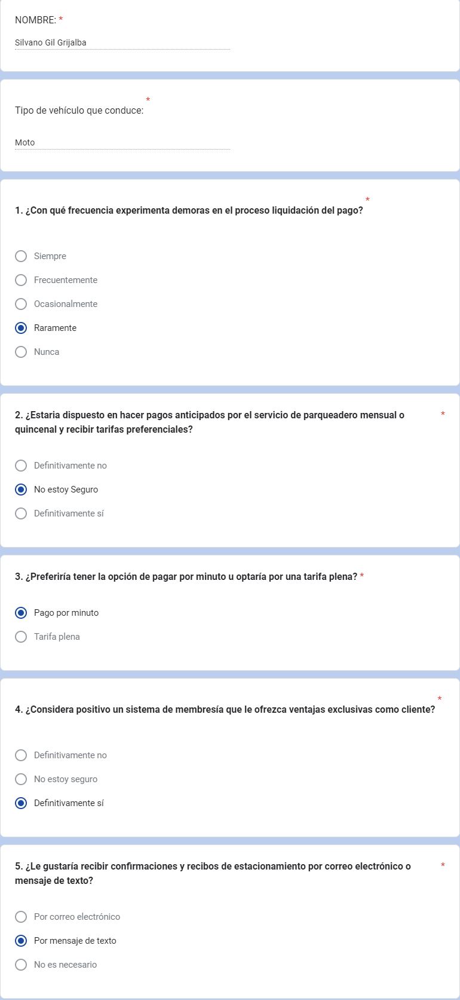 NOMBRE: *
Silvano Gil Grijalba
Tipo de vehículo que conduce: *
Moto
1. ¿Con qué frecuencia experimenta demoras en el proceso liquidación del pago? *
Siempre
Frecuentemente
Ocasionalmente
Raramente
Nunca
2. ¿Estaria dispuesto en hacer pagos anticipados por el servicio de parqueadero mensual o *
quincenal y recibir tarifas preferenciales?
Definitivamente no
No estoy Seguro
Definitivamente sí
3. ¿Preferiría tener la opción de pagar por minuto u optaría por una tarifa plena? *
Pago por minuto
Tarifa plena
4. ¿Considera positivo un sistema de membresía que le ofrezca ventajas exclusivas como cliente? *
Definitivamente no
No estoy seguro
Definitivamente sí
5. ¿Le gustaría recibir confirmaciones y recibos de estacionamiento por correo electrónico o *
mensaje de texto?
Por correo electrónico
Por mensaje de texto
No es necesario